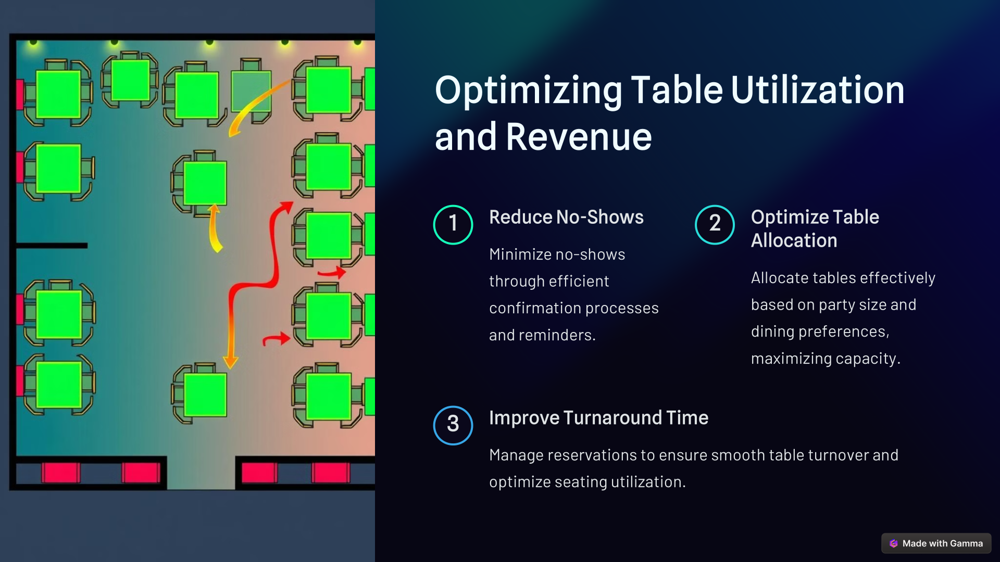 Optimizing Table Utilization
and Revenue
1
Reduce No-Shows
Minimize no-shows
through efficient
confirmation processes
and reminders.
2
Optimize Table
Allocation
Allocate tables effectively
based on party size and
dining preferences,
maximizing capacity.
3
Improve Turnaround Time
Manage reservations to ensure smooth table turnover and
optimize seating utilization.
Made with Gamma